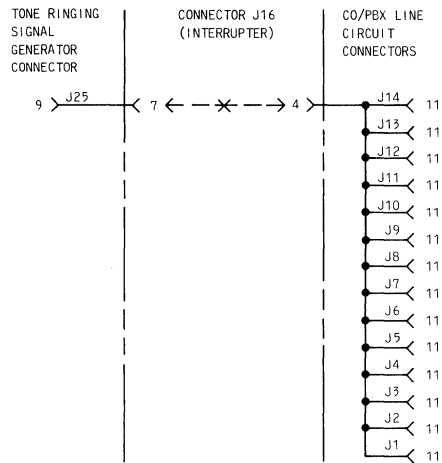 TONE RINGING
SIGNAL
GENERATOR
CONNECTOR
CONNECTOR J16
(INTERRUPTER)
CO/PBX LINE
CIRCUIT
CONNECTORS
9 J25 7 4 J14 11
J13 11
J12 11
J11 11
J10 11
J9 11
J8 11
J7 11
J6 11
J5 11
J4 11
J3 11
J2 11
J1 11